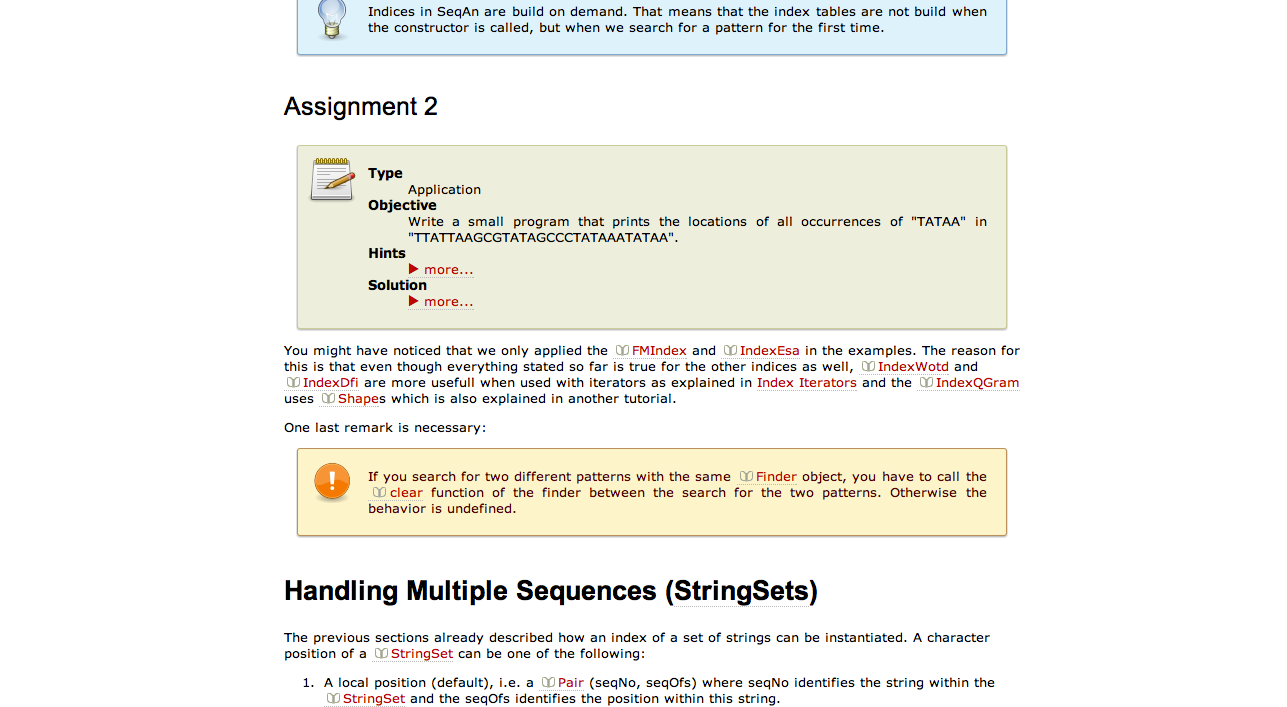 Indices in SeqAn are build on demand. That means that the index tables are not build when
the constructor is called, but when we search for a pattern for the first time.
Assignment 2
Type
Application
Objective
Write a small program that prints the locations of all occurrences of "TATAA" in
"TTATTAAGCGTATAGCCCTATAAATATAA".
Hints
more...
Solution
more...
You might have noticed that we only applied the FMIndex and IndexEsa in the examples. The reason for
this is that even though everything stated so far is true for the other indices as well, IndexWotd and
IndexDfi are more usefull when used with iterators as explained in Index Iterators and the IndexQGram
uses Shapes which is also explained in another tutorial.
One last remark is necessary:
If you search for two different patterns with the same Finder object, you have to call the
clear function of the finder between the search for the two patterns. Otherwise the
behavior is undefined.
Handling Multiple Sequences (StringSets)
The previous sections already described how an index of a set of strings can be instantiated. A character
position of a StringSet can be one of the following:
1. A local position (default), i.e. a Pair (seqNo, seqOfs) where seqNo identifies the string within the
StringSet and the seqOfs identifies the position within this string.